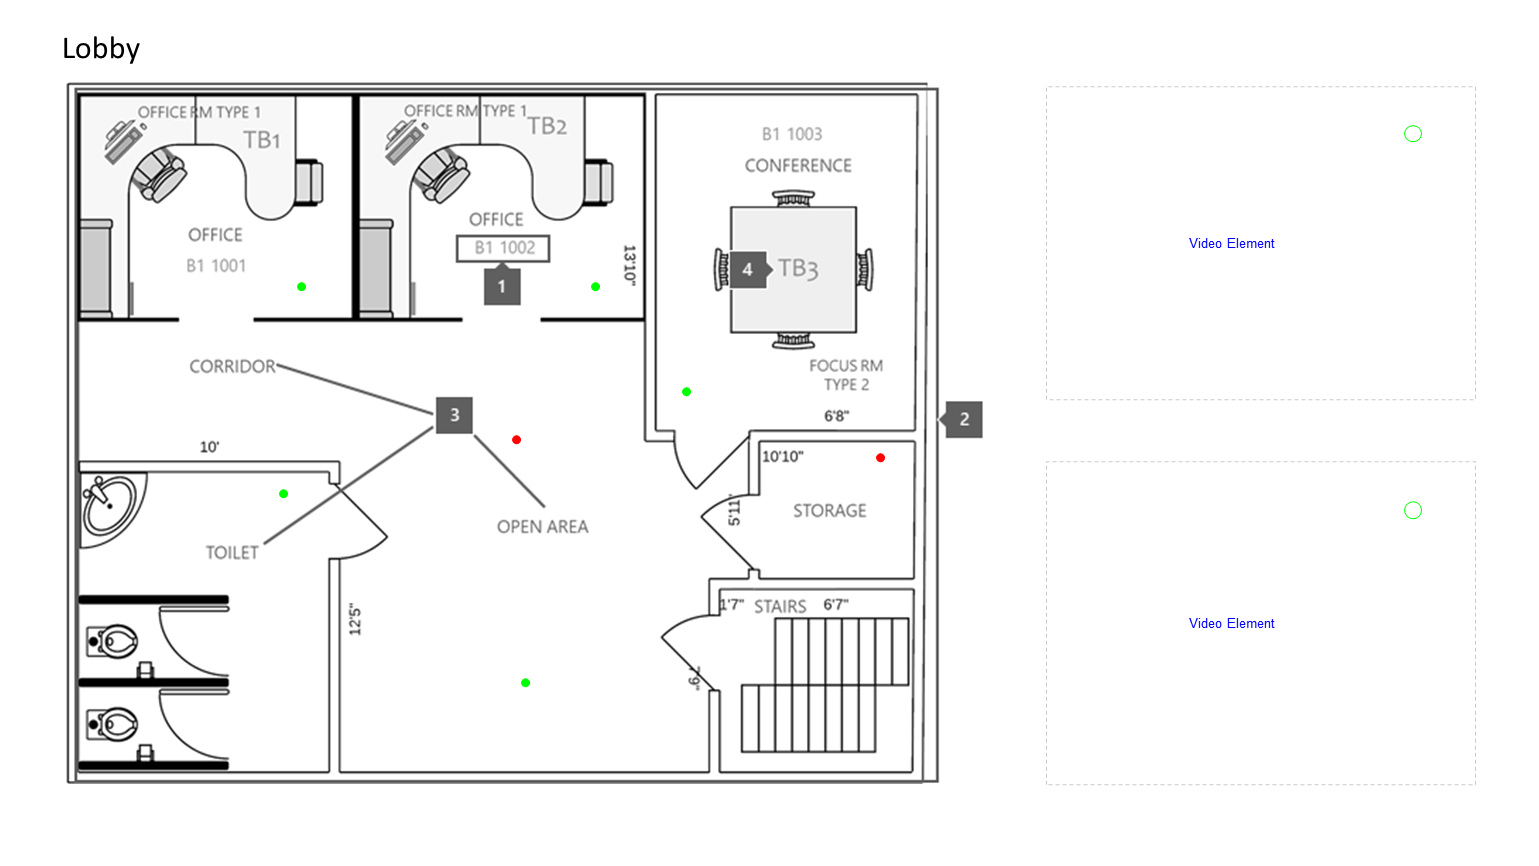 Lobby
OFFICE RM TYPE 1
TB1
OFFICE RM TYPE 1
TB2
B1 1003
CONFERENCE
OFFICE
B1 1001
OFFICE
B1 1002
1
13'10"
4
TB3
FOCUS RM
TYPE 2
6'8"
2
CORRIDOR
3
10'
10'10"
STORAGE
5'11"
OPEN AREA
TOILET
12'5"
1'7"
STAIRS
6'7"
Video Element
Video Element